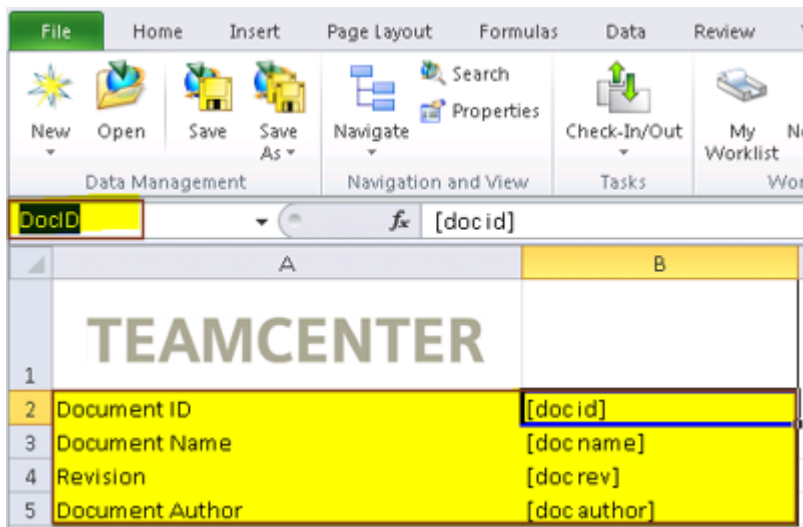 File Home Insert Page Layout Formulas Data Review
Search
Properties
New Open Save Save As Navigate Check-In/Out My Worklist
Data Management Navigation and View Tasks
DocID fx [doc id]
A B
1 TEAMCENTER
2 Document ID [doc id]
3 Document Name [doc name]
4 Revision [doc rev]
5 Document Author [doc author]